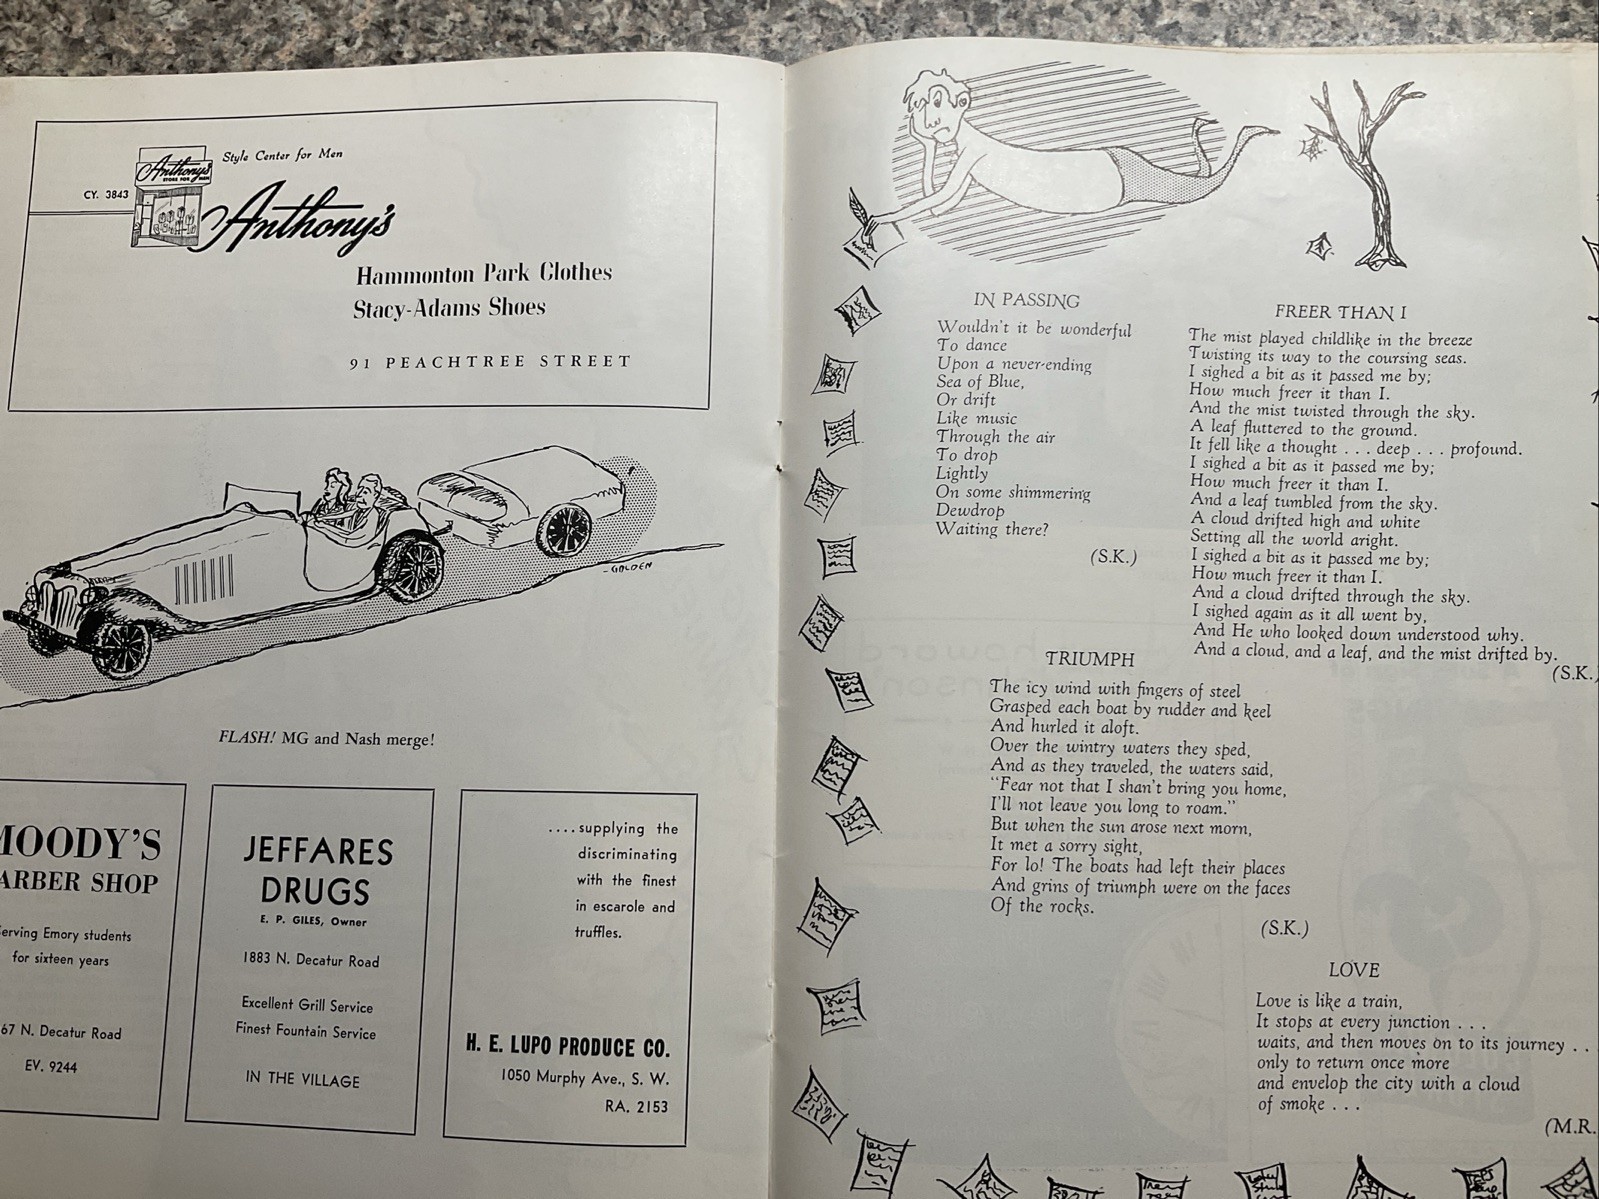 Style Center for Men
Anthony's
STORE FOR MEN
CY. 3843
Anthony's
Hammonton Park Clothes
Stacy-Adams Shoes
91 PEACHTREE STREET
-GOLDEN
FLASH! MG and Nash merge!
MOODY'S
ARBER SHOP
erving Emory students
for sixteen years
67 N. Decatur Road
EV. 9244
JEFFARES
DRUGS
E. P. GILES, Owner
1883 N. Decatur Road
Excellent Grill Service
Finest Fountain Service
IN THE VILLAGE
....supplying the
discriminating
with the finest
in escarole and
truffles.
H. E. LUPO PRODUCE CO.
1050 Murphy Ave., S. W.
RA. 2153
IN PASSING
Wouldn't it be wonderful
To dance
Upon a never-ending
Sea of Blue,
Or drift
Like music
Through the air
To drop
Lightly
On some shimmering
Dewdrop
Waiting there?
(S.K.)
FREER THAN I
The mist played childlike in the breeze
Twisting its way to the coursing seas.
I sighed a bit as it passed me by;
How much freer it than I.
And the mist twisted through the sky.
A leaf fluttered to the ground.
It fell like a thought . . . deep . . . profound.
I sighed a bit as it passed me by;
How much freer it than I.
And a leaf tumbled from the sky.
A cloud drifted high and white
Setting all the world aright.
I sighed a bit as it passed me by;
How much freer it than I.
And a cloud drifted through the sky.
I sighed again as it all went by,
And He who looked down understood why.
And a cloud, and a leaf, and the mist drifted by.
(S.K.)
TRIUMPH
The icy wind with fingers of steel
Grasped each boat by rudder and keel
And hurled it aloft.
Over the wintry waters they sped,
And as they traveled, the waters said,
"Fear not that I shan't bring you home,
I'll not leave you long to roam."
But when the sun arose next morn,
It met a sorry sight,
For lo! The boats had left their places
And grins of triumph were on the faces
Of the rocks.
(S.K.)
LOVE
Love is like a train,
It stops at every junction . . .
waits, and then moves on to its journey . . .
only to return once more
and envelop the city with a cloud
of smoke . . .
(M.R.